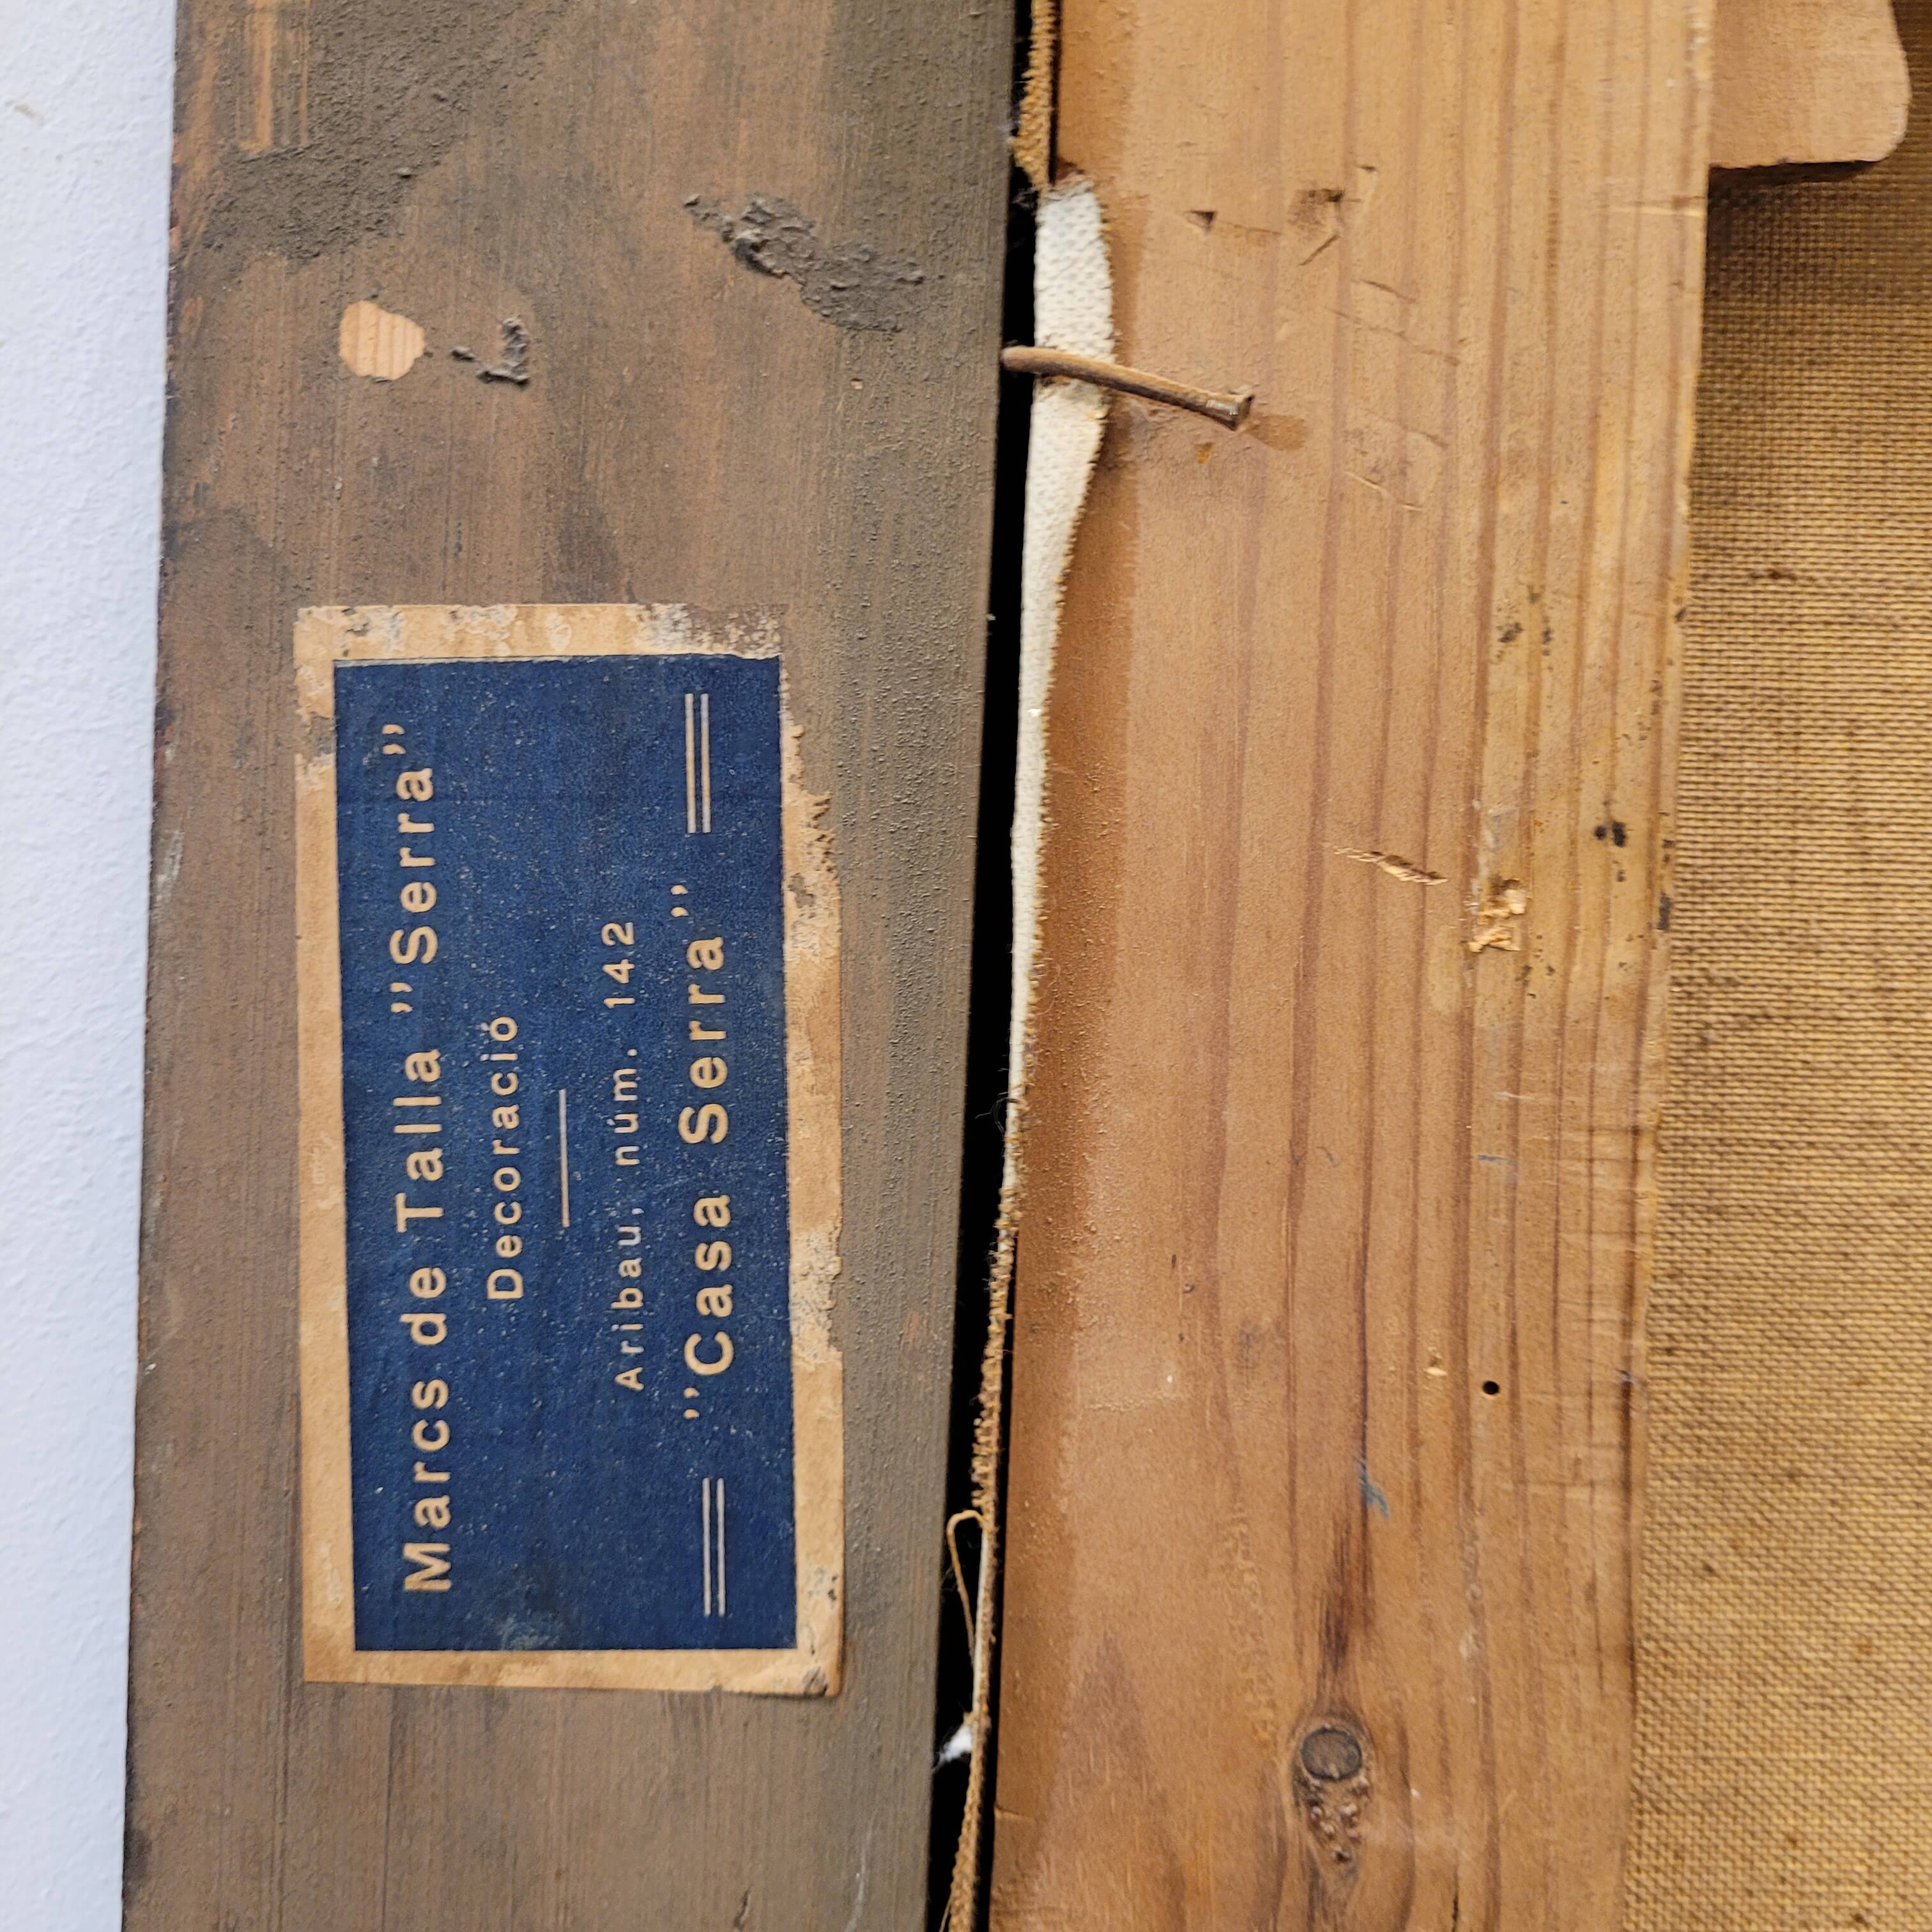 Marcs de Talla "Serra"
Decoració
Aribau, núm. 142
"Casa Serra"